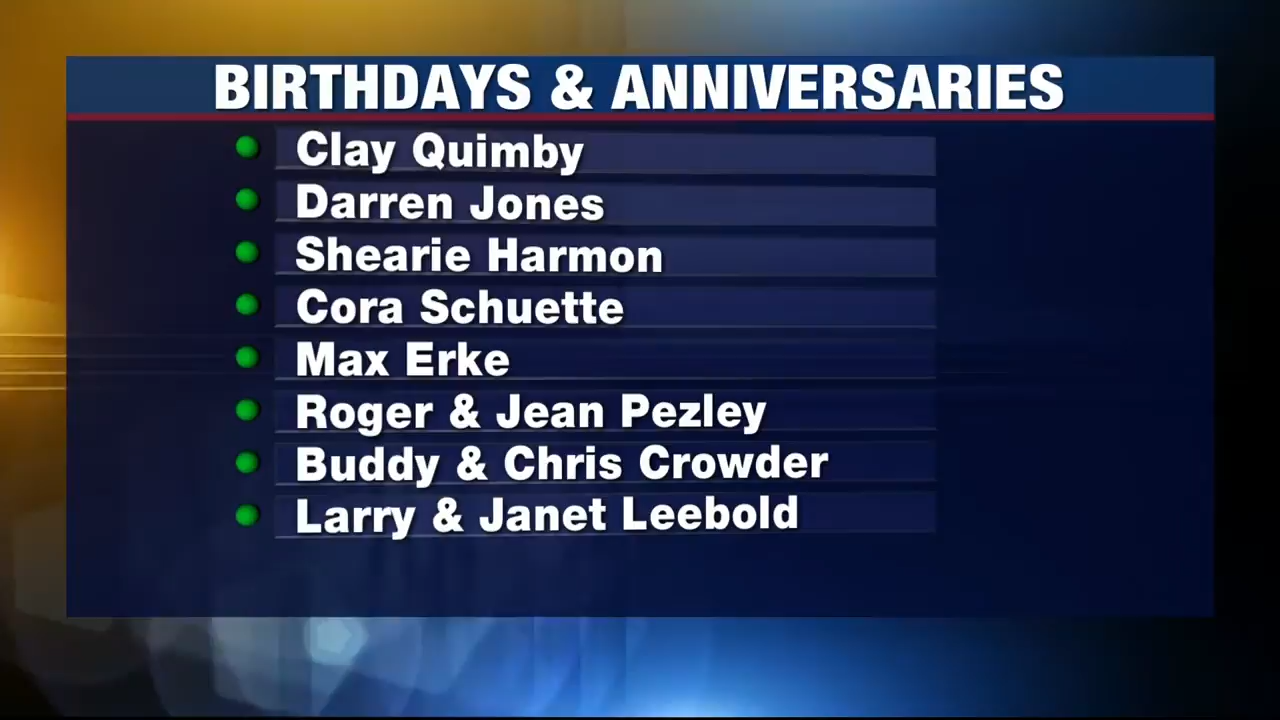 BIRTHDAYS & ANNIVERSARIES
Clay Quimby
Darren Jones
Shearie Harmon
Cora Schuette
Max Erke
Roger & Jean Pezley
Buddy & Chris Crowder
Larry & Janet Leebold